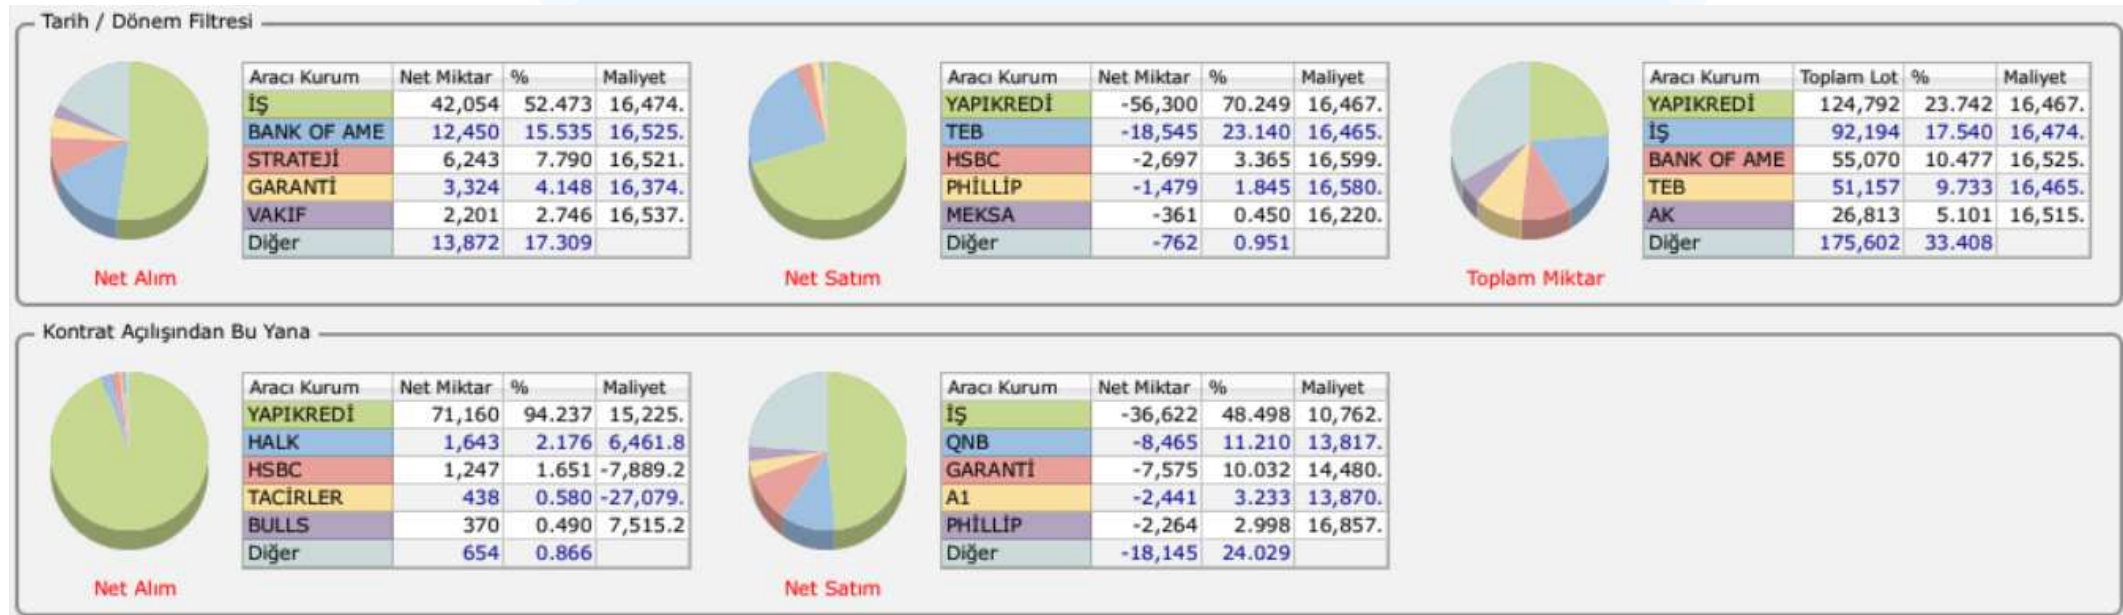 Tarih / Dönem Filtresi
Aracı Kurum Net Miktar % Maliyet
İŞ 42,054 52.473 16,474.
BANK OF AME 12,450 15.535 16,525.
STRATEJİ 6,243 7.790 16,521.
GARANTİ 3,324 4.148 16,374.
VAKIF 2,201 2.746 16,537.
Diğer 13,872 17.309
Net Alım
Aracı Kurum Net Miktar % Maliyet
YAPIKREDİ -56,300 70.249 16,467.
TEB -18,545 23.140 16,465.
HSBC -2,697 3.365 16,599.
PHİLLİP -1,479 1.845 16,580.
MEKSA -361 0.450 16,220.
Diğer -762 0.951
Net Satım
Aracı Kurum Toplam Lot % Maliyet
YAPIKREDİ 124,792 23.742 16,467.
İŞ 92,194 17.540 16,474.
BANK OF AME 55,070 10.477 16,525.
TEB 51,157 9.733 16,465.
AK 26,813 5.101 16,515.
Diğer 175,602 33.408
Toplam Miktar
Kontrat Açılışından Bu Yana
Aracı Kurum Net Miktar % Maliyet
YAPIKREDİ 71,160 94.237 15,225.
HALK 1,643 2.176 6,461.8
HSBC 1,247 1.651 -7,889.2
TACİRLER 438 0.580 -27,079.
BULLS 370 0.490 7,515.2
Diğer 654 0.866
Net Alım
Aracı Kurum Net Miktar % Maliyet
İŞ -36,622 48.498 10,762.
QNB -8,465 11.210 13,817.
GARANTİ -7,575 10.032 14,480.
A1 -2,441 3.233 13,870.
PHİLLİP -2,264 2.998 16,857.
Diğer -18,145 24.029
Net Satım